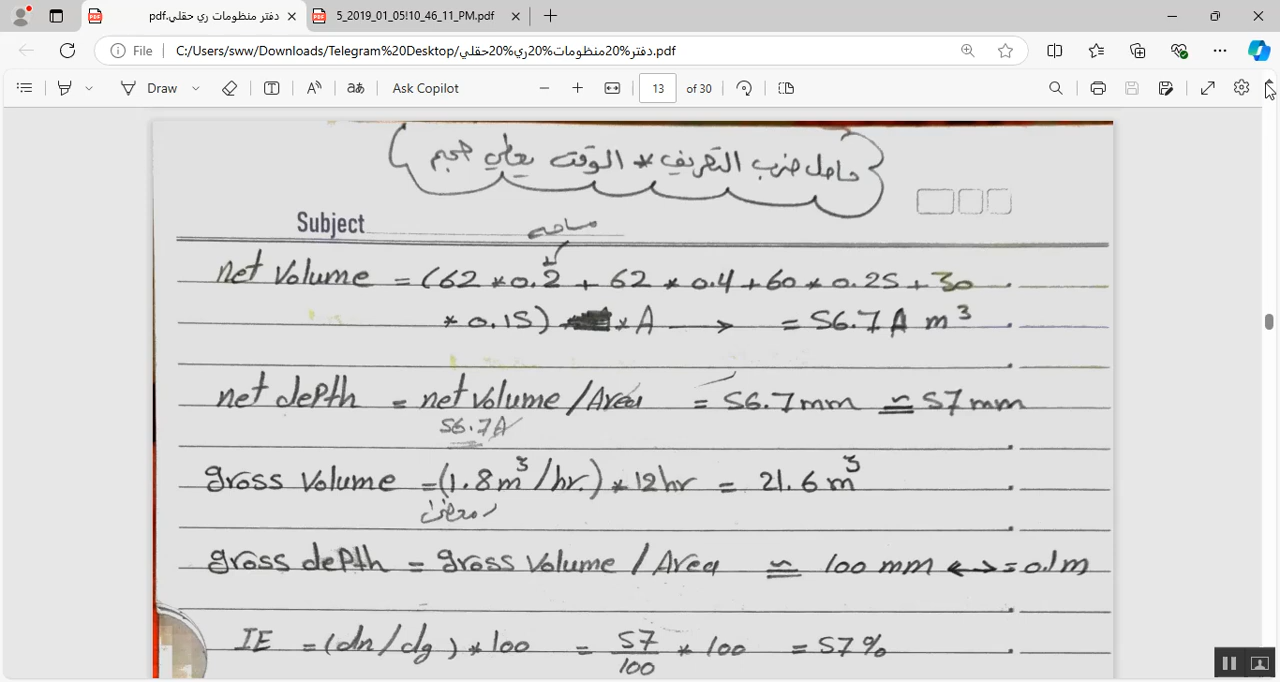 دفتر منظومات ري حقلي.pdf
5_2019_01_05!10_46_11_PM.pdf
File
C:/Users/sww/Downloads/Telegram%20Desktop/دفتر%20منظومات%20ري%20حقلي.pdf
Draw
Ask Copilot
13 of 30
حاصل ضرب التصريف * الوقت يعطي حجم
Subject
مساحه
net volume = (62 * 0.2 + 62 * 0.4 + 60 * 0.25 + 30
* 0.15) * A → = 56.7 A m³
net depth = net volume / Area = 56.7 mm ≃ 57 mm
56.7 A
gross volume = (1.8 m³/hr.) * 12 hr = 21.6 m³
gross depth = gross volume / Area ≃ 100 mm ↔ = 0.1 m
IE = (dn/dg) * 100 = 57/100 * 100 = 57 %